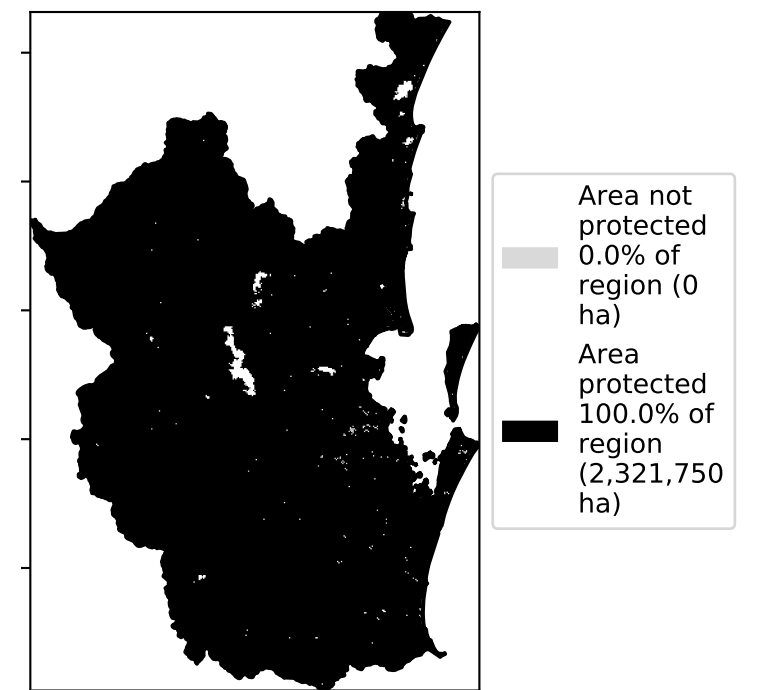 Area not
protected
0.0% of
region (0
ha)
Area
protected
100.0% of
region
(2,321,750
ha)